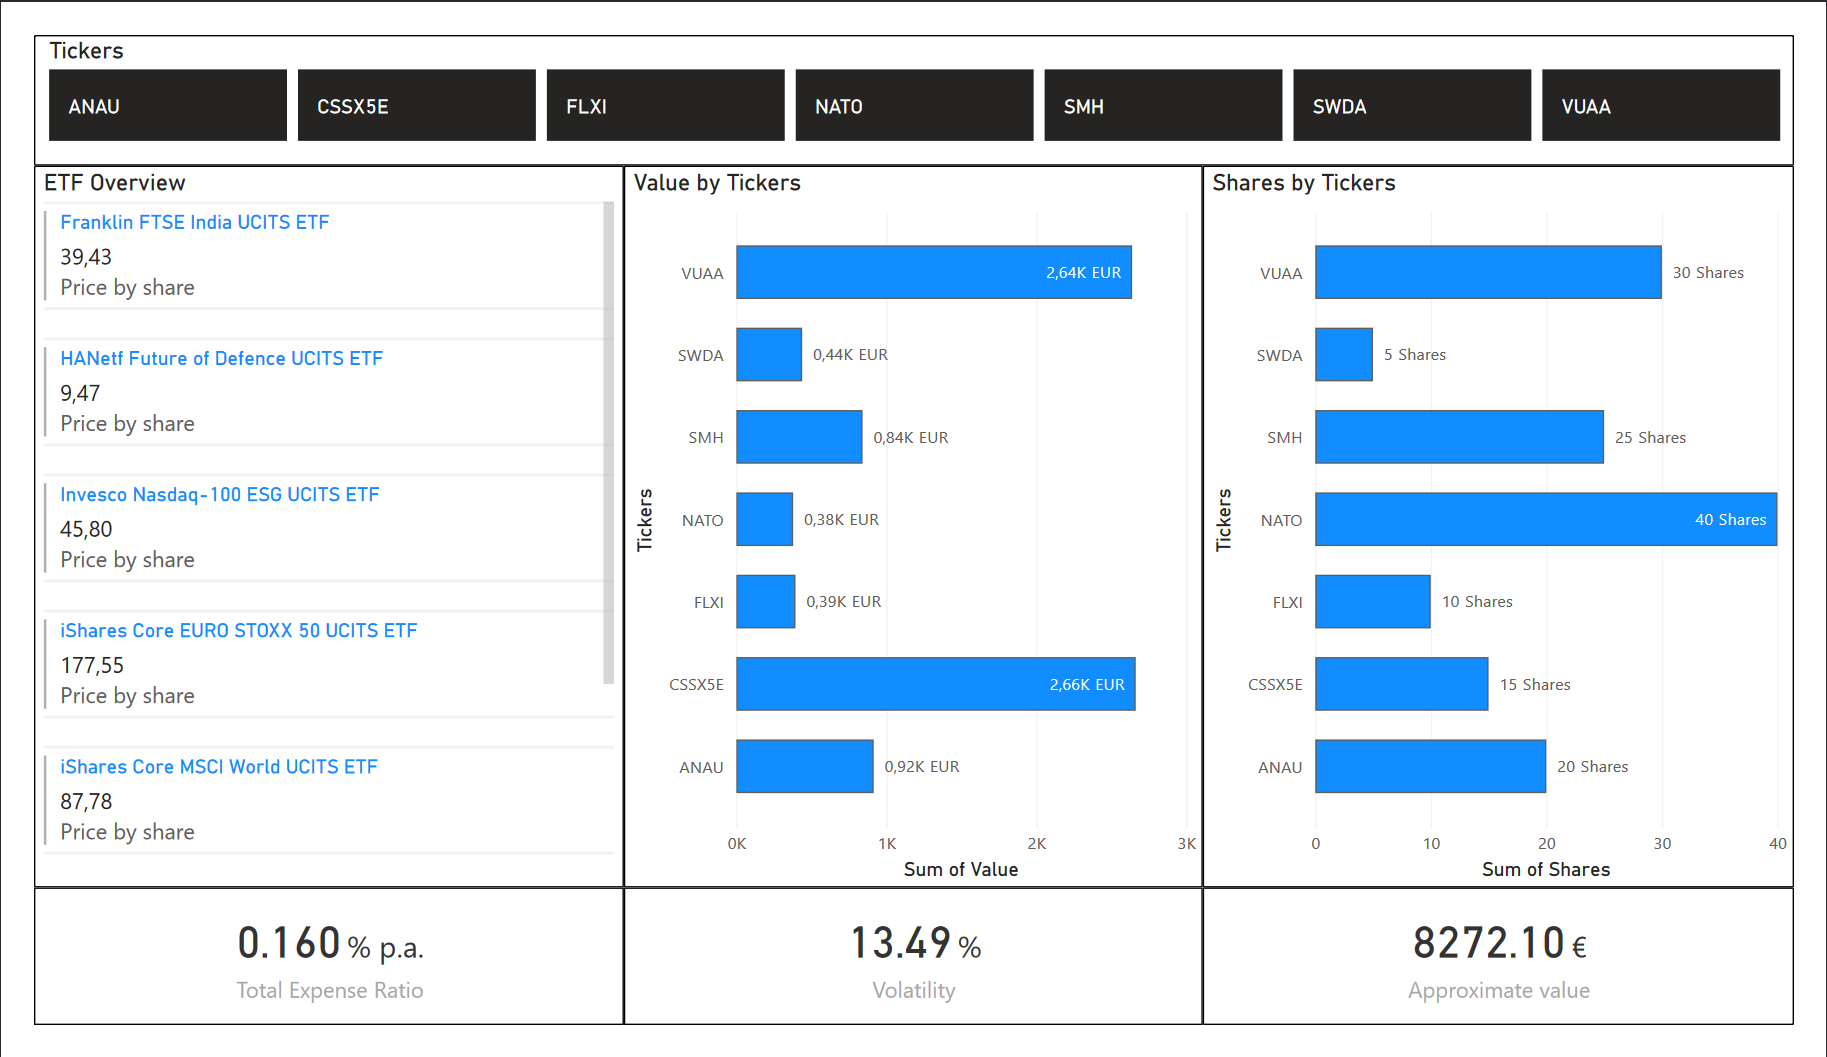 Tickers
ANAU CSSX5E FLXI NATO SMH SWDA VUAA
ETF Overview
Franklin FTSE India UCITS ETF
39,43
Price by share
HANetf Future of Defence UCITS ETF
9,47
Price by share
Invesco Nasdaq-100 ESG UCITS ETF
45,80
Price by share
iShares Core EURO STOXX 50 UCITS ETF
177,55
Price by share
iShares Core MSCI World UCITS ETF
87,78
Price by share
Value by Tickers
Tickers
VUAA 2,64K EUR
SWDA 0,44K EUR
SMH 0,84K EUR
NATO 0,38K EUR
FLXI 0,39K EUR
CSSX5E 2,66K EUR
ANAU 0,92K EUR
0K 1K 2K 3K
Sum of Value
Shares by Tickers
Tickers
VUAA 30 Shares
SWDA 5 Shares
SMH 25 Shares
NATO 40 Shares
FLXI 10 Shares
CSSX5E 15 Shares
ANAU 20 Shares
0 10 20 30 40
Sum of Shares
0.160 % p.a.
Total Expense Ratio
13.49 %
Volatility
8272.10 €
Approximate value